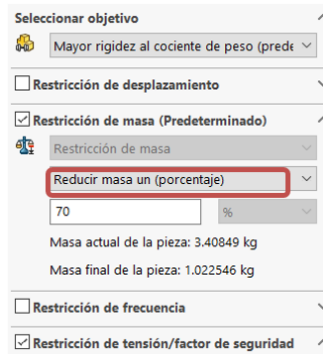 Seleccionar objetivo
Mayor rigidez al cociente de peso (prede
Restricción de desplazamiento
Restricción de masa (Predeterminado)
Restricción de masa
Reducir masa un (porcentaje)
70 %
Masa actual de la pieza: 3.40849 kg
Masa final de la pieza: 1.022546 kg
Restricción de frecuencia
Restricción de tensión/factor de seguridad